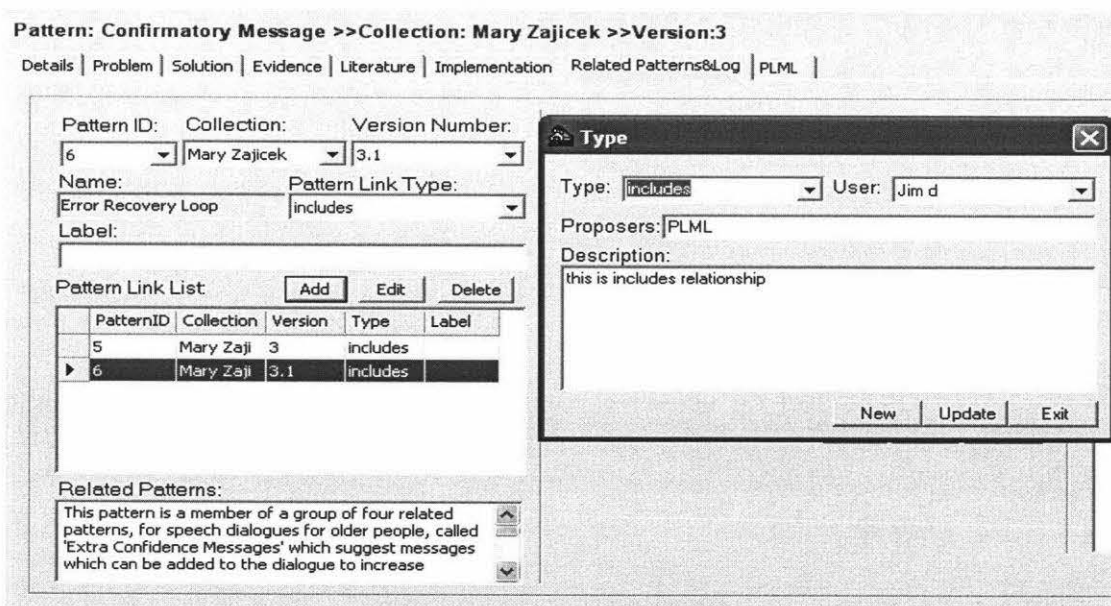 Pattern: Confirmatory Message >>Collection: Mary Zajicek >>Version:3
Details | Problem | Solution | Evidence | Literature | Implementation | Related Patterns&Log | PLML |
Pattern ID: Collection: Version Number:
6 Mary Zajicek 3.1
Name: Pattern Link Type:
Error Recovery Loop includes
Label:
Pattern Link List: Add Edit Delete
PatternID Collection Version Type Label
5 Mary Zaji 3 includes
6 Mary Zaji 3.1 includes
Related Patterns:
This pattern is a member of a group of four related
patterns, for speech dialogues for older people, called
'Extra Confidence Messages' which suggest messages
which can be added to the dialogue to increase
Type
Type: includes User: Jim d
Proposers: PLML
Description:
this is includes relationship
New Update Exit